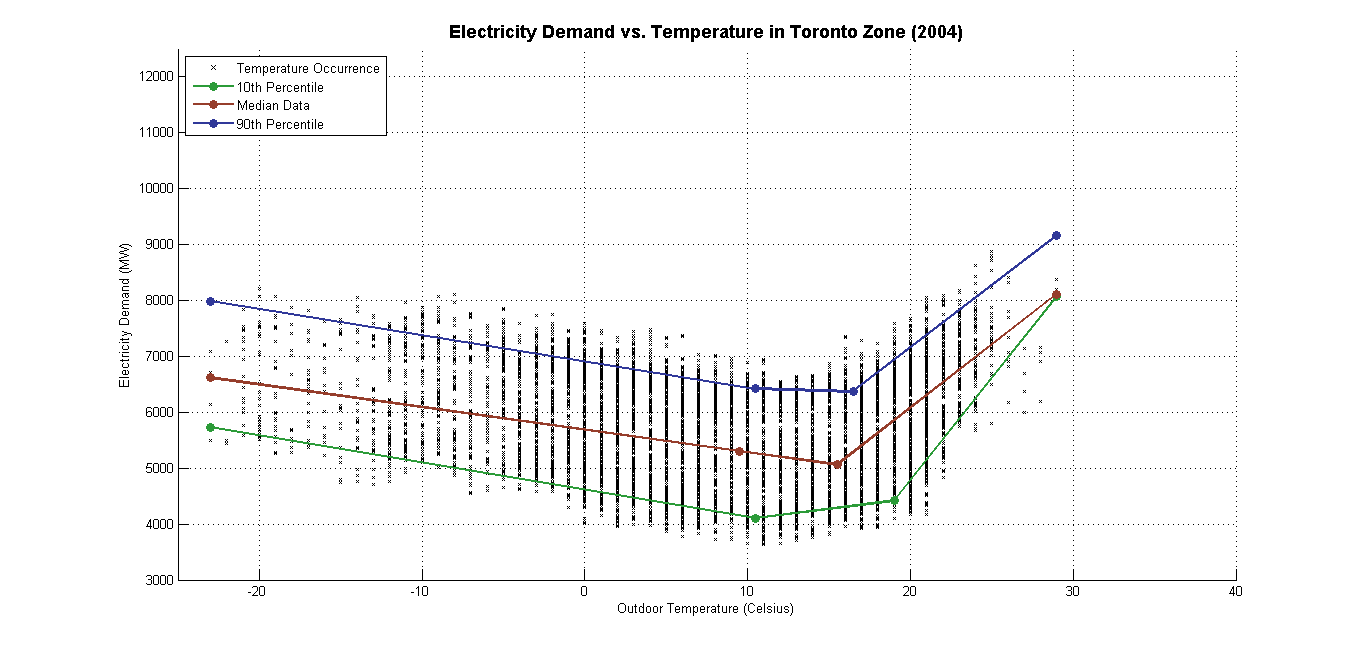 Electricity Demand vs. Temperature in Toronto Zone (2004)
Temperature Occurrence
10th Percentile
Median Data
90th Percentile
Electricity Demand (MW)
12000
11000
10000
9000
8000
7000
6000
5000
4000
3000
-20 -10 0 10 20 30 40
Outdoor Temperature (Celsius)